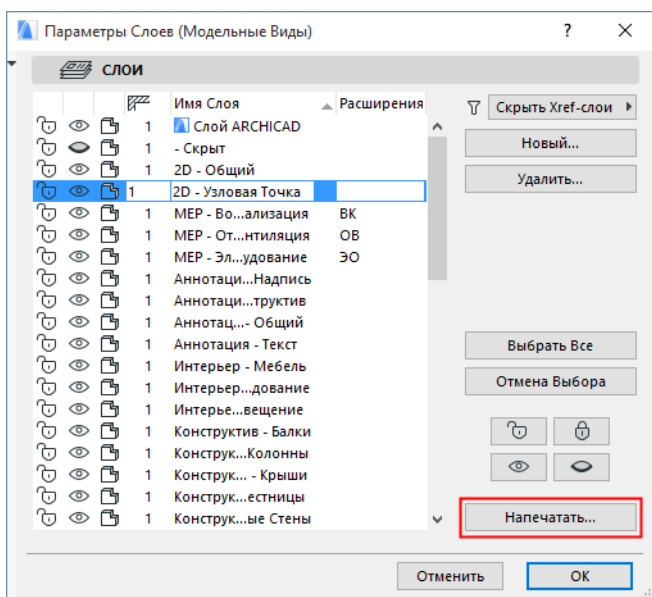 Параметры Слоев (Модельные Виды) ?
СЛОИ
Имя Слоя Расширения
1 Слой ARCHICAD
1 - Скрыт
1 2D - Общий
1 2D - Узловая Точка
1 МЕР - Во...ализация ВК
1 МЕР - От...нтиляция ОВ
1 МЕР - Эл...удование ЭО
1 Аннотаци...Надпись
1 Аннотаци...труктив
1 Аннотац...- Общий
1 Аннотация - Текст
1 Интерьер - Мебель
1 Интерьер...дование
1 Интерье...вещение
1 Конструктив - Балки
1 Конструк...Колонны
1 Конструк... - Крыши
1 Конструк...естницы
1 Конструк...ые Стены
Скрыть Xref-слои
Новый...
Удалить...
Выбрать Все
Отмена Выбора
Напечатать...
Отменить
OK